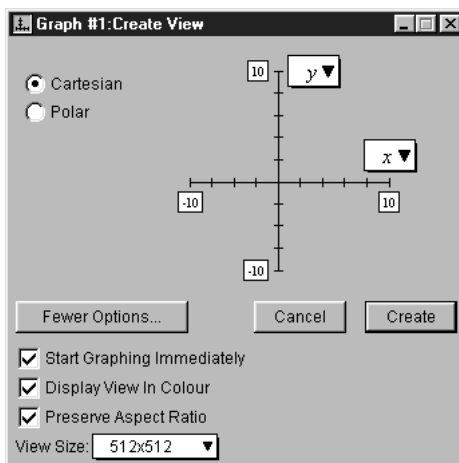 Graph #1:Create View
Cartesian
Polar
10
y
x
-10
10
-10
Fewer Options...
Cancel
Create
Start Graphing Immediately
Display View In Colour
Preserve Aspect Ratio
View Size: 512x512